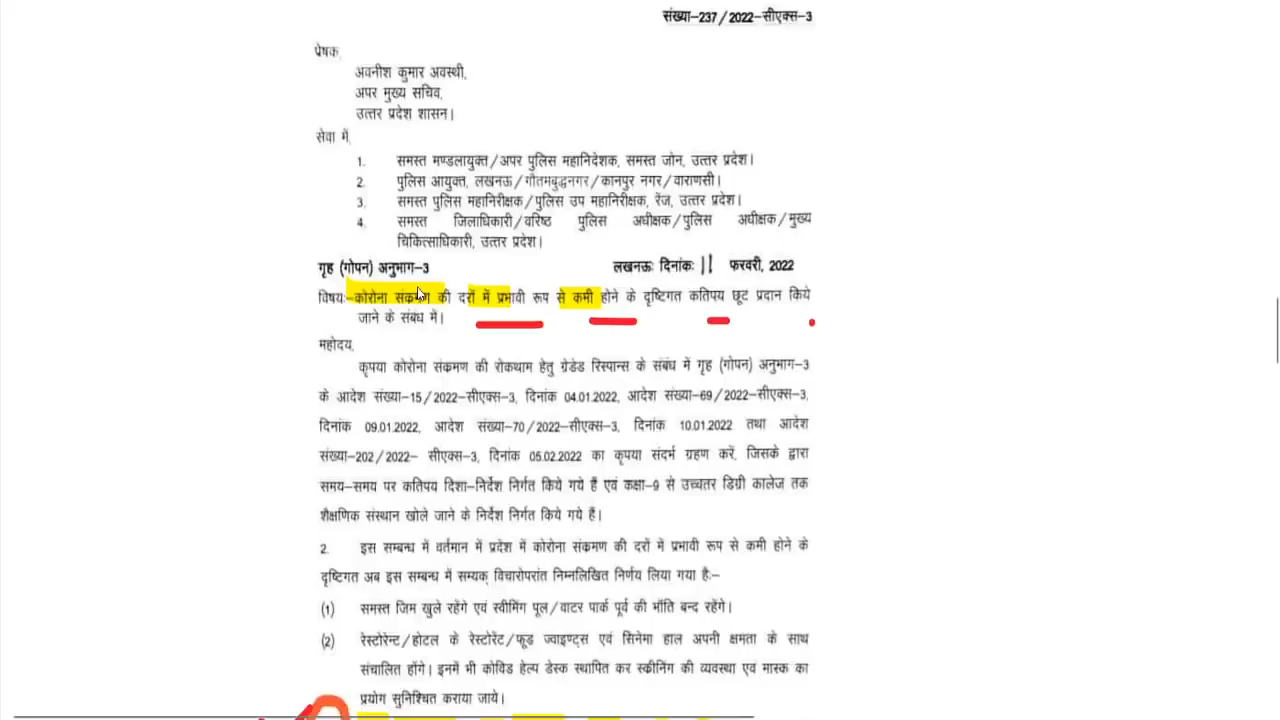 संख्या-237/2022-सीएक्स-3
प्रेषक,
अवनीश कुमार अवस्थी,
अपर मुख्य सचिव,
उत्तर प्रदेश शासन।
सेवा में,
1. समस्त मण्डलायुक्त/अपर पुलिस महानिदेशक, समस्त जोन, उत्तर प्रदेश।
2. पुलिस आयुक्त, लखनऊ/गौतमबुद्धनगर/कानपुर नगर/वाराणसी।
3. समस्त पुलिस महानिरीक्षक/पुलिस उप महानिरीक्षक, रेंज, उत्तर प्रदेश।
4. समस्त जिलाधिकारी/वरिष्ठ पुलिस अधीक्षक/पुलिस अधीक्षक/मुख्य
चिकित्साधिकारी, उत्तर प्रदेश।
गृह (गोपन) अनुभाग-3 लखनऊः दिनांकः 11 फरवरी, 2022
विषयः-कोरोना संक्रमण की दरों में प्रभावी रूप से कमी होने के दृष्टिगत कतिपय छूट प्रदान किये
जाने के संबंध में।
महोदय,
कृपया कोरोना संक्रमण की रोकथाम हेतु ग्रेडेड रिस्पान्स के संबंध में गृह (गोपन) अनुभाग-3
के आदेश संख्या-15/2022-सीएक्स-3, दिनांक 04.01.2022, आदेश संख्या-69/2022-सीएक्स-3,
दिनांक 09.01.2022, आदेश संख्या-70/2022-सीएक्स-3, दिनांक 10.01.2022 तथा आदेश
संख्या-202/2022- सीएक्स-3, दिनांक 05.02.2022 का कृपया संदर्भ ग्रहण करें, जिसके द्वारा
समय-समय पर कतिपय दिशा-निर्देश निर्गत किये गये हैं एवं कक्षा-9 से उच्चतर डिग्री कालेज तक
शैक्षणिक संस्थान खोले जाने के निर्देश निर्गत किये गये हैं।
2. इस सम्बन्ध में वर्तमान में प्रदेश में कोरोना संक्रमण की दरों में प्रभावी रूप से कमी होने के
दृष्टिगत अब इस सम्बन्ध में सम्यक् विचारोपरांत निम्नलिखित निर्णय लिया गया हैः-
(1) समस्त जिम खुले रहेंगे एवं स्वीमिंग पूल/वाटर पार्क पूर्व की भाँति बन्द रहेंगे।
(2) रेस्टोरेन्ट/होटल के रेस्टोरेंट/फूड ज्वाइण्ट्स एवं सिनेमा हाल अपनी क्षमता के साथ
संचालित होंगे। इनमें भी कोविड हेल्प डेस्क स्थापित कर स्क्रीनिंग की व्यवस्था एवं मास्क का
प्रयोग सुनिश्चित कराया जाये।